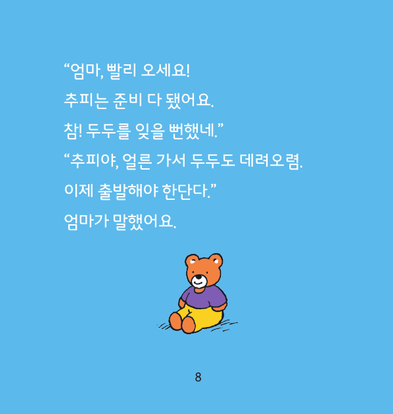 “엄마, 빨리 오세요!
추피는 준비 다 됐어요.
참! 두두를 잊을 뻔했네.”
“추피야, 얼른 가서 두두도 데려오렴.
이제 출발해야 한단다.”
엄마가 말했어요.
8